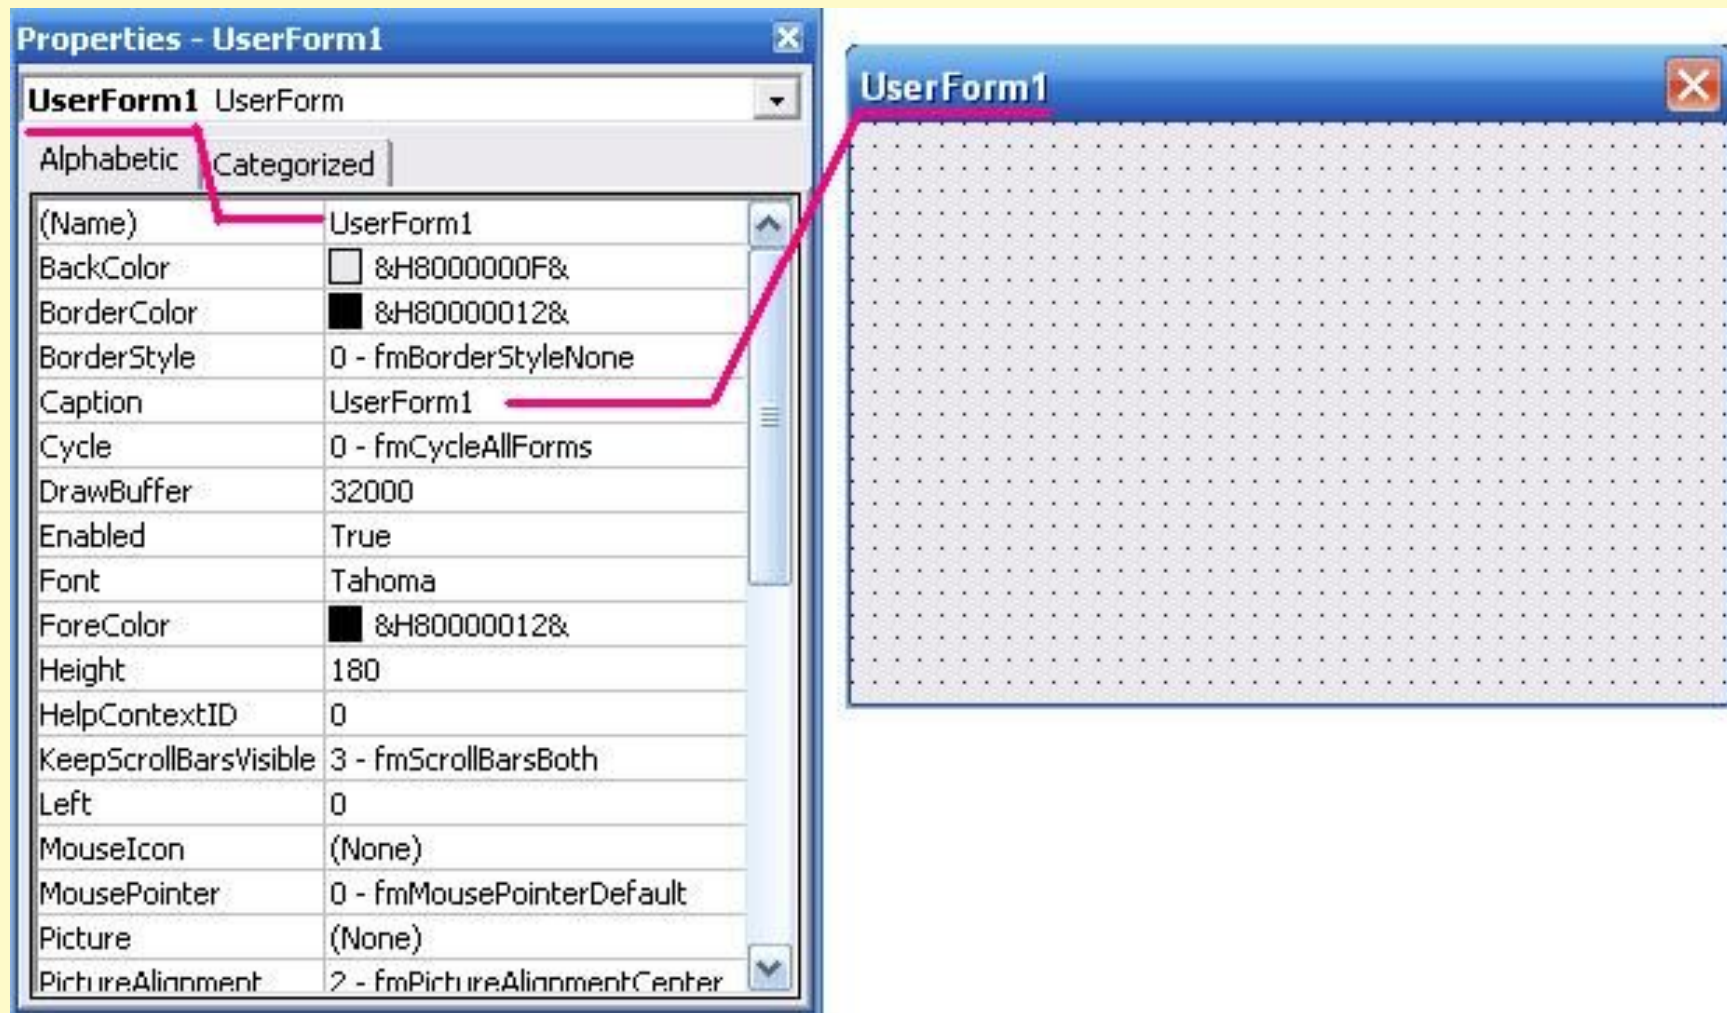 Properties - UserForm1
UserForm1 UserForm
Alphabetic Categorized
(Name) UserForm1
BackColor &H8000000F&
BorderColor &H80000012&
BorderStyle 0 - fmBorderStyleNone
Caption UserForm1
Cycle 0 - fmCycleAllForms
DrawBuffer 32000
Enabled True
Font Tahoma
ForeColor &H80000012&
Height 180
HelpContextID 0
KeepScrollBarsVisible 3 - fmScrollBarsBoth
Left 0
MouseIcon (None)
MousePointer 0 - fmMousePointerDefault
Picture (None)
PictureAlignment 2 - fmPictureAlignmentCenter
UserForm1